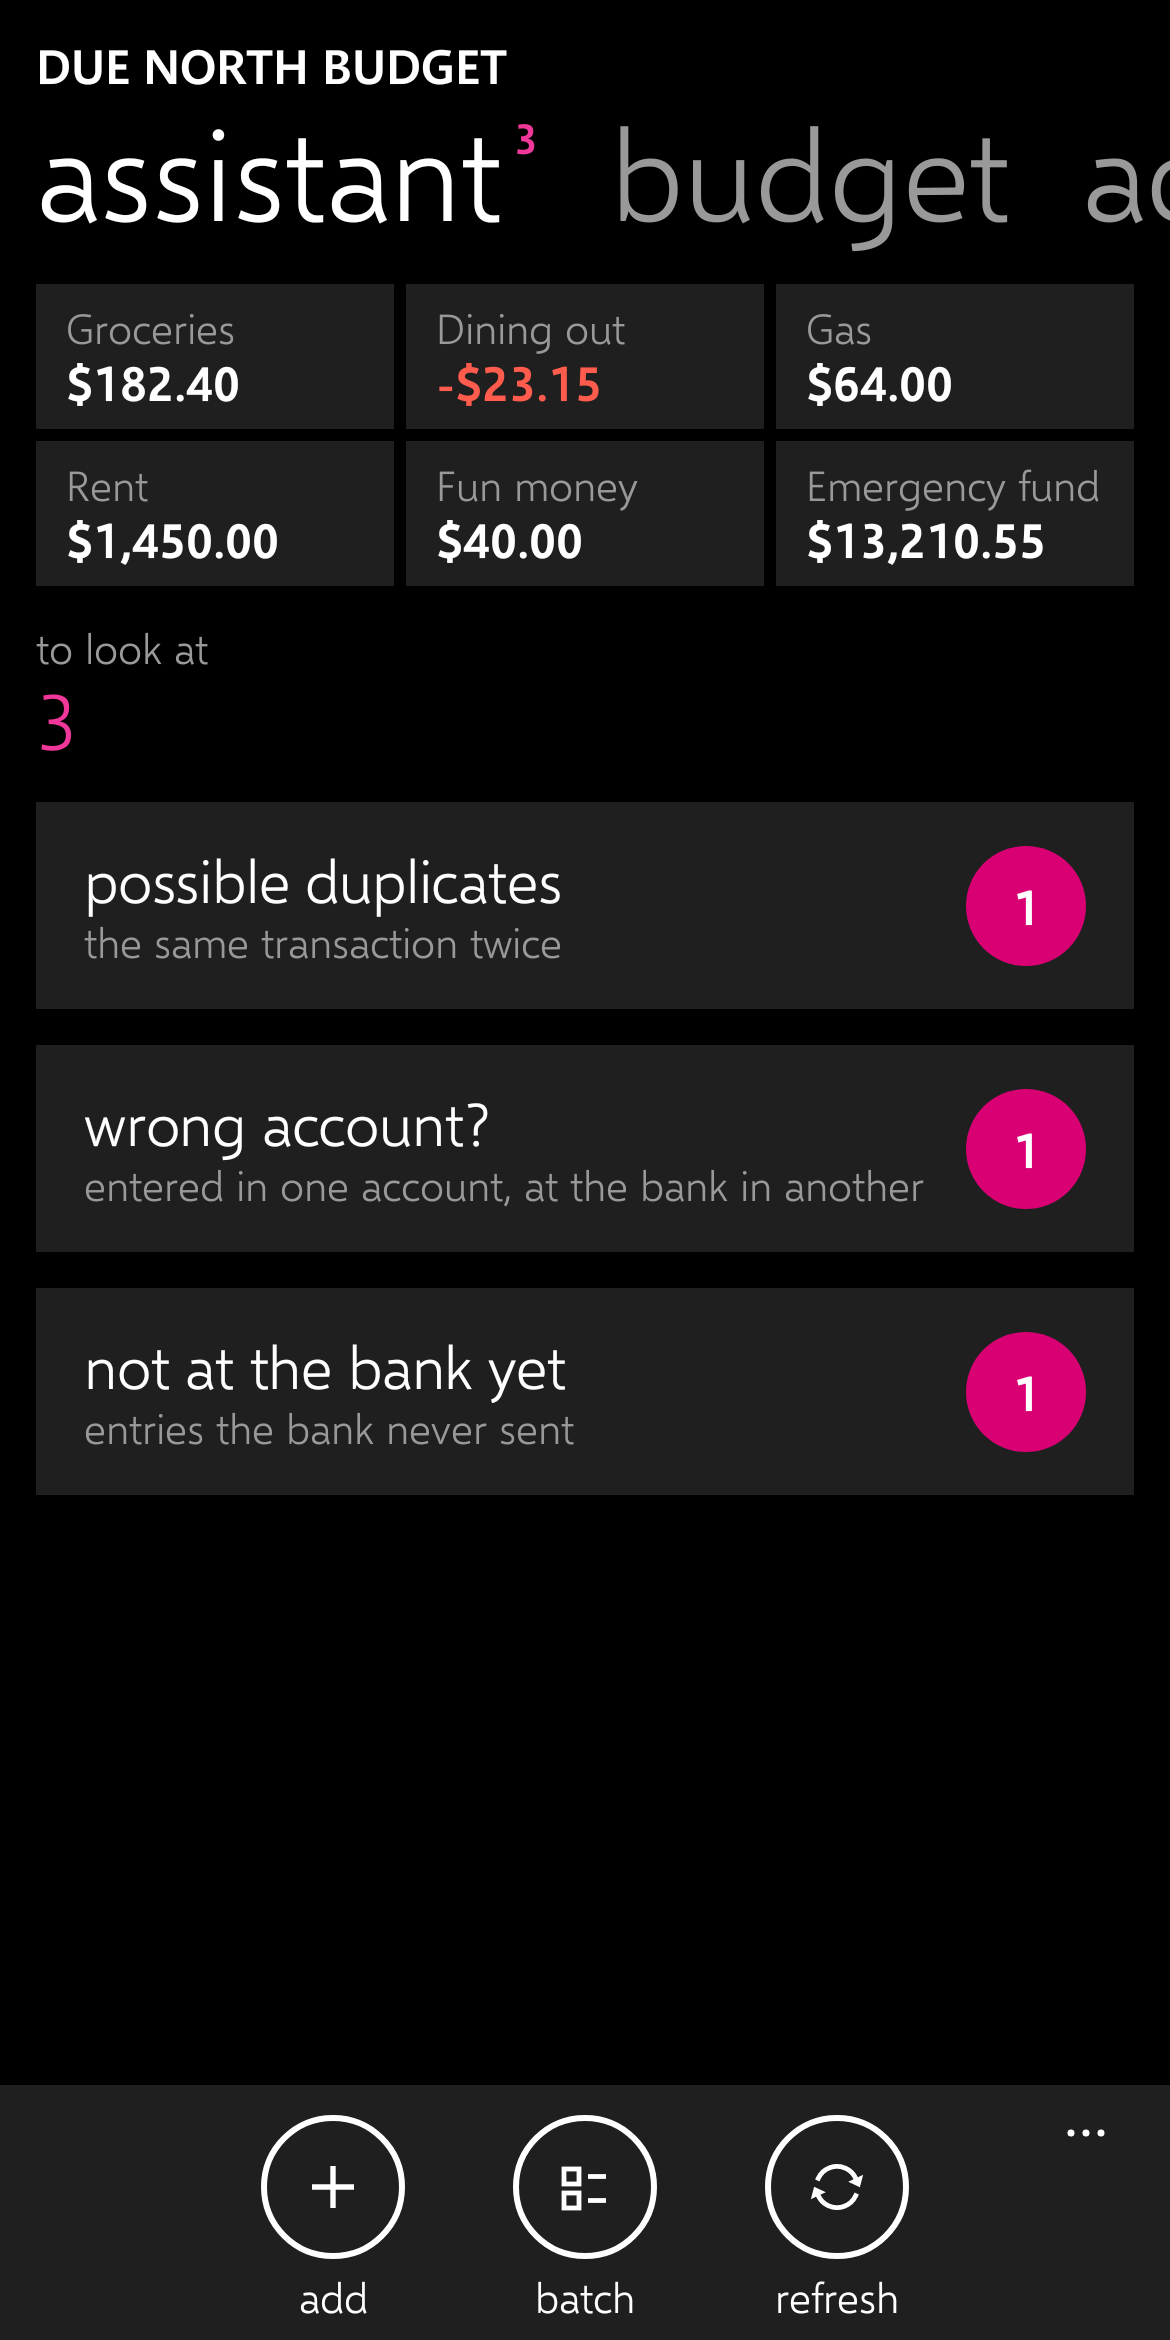 DUE NORTH BUDGET
assistant 3 budget ac
Groceries
$182.40
Dining out
-$23.15
Gas
$64.00
Rent
$1,450.00
Fun money
$40.00
Emergency fund
$13,210.55
to look at
3
possible duplicates
the same transaction twice
1
wrong account?
entered in one account, at the bank in another
1
not at the bank yet
entries the bank never sent
1
add
batch
refresh